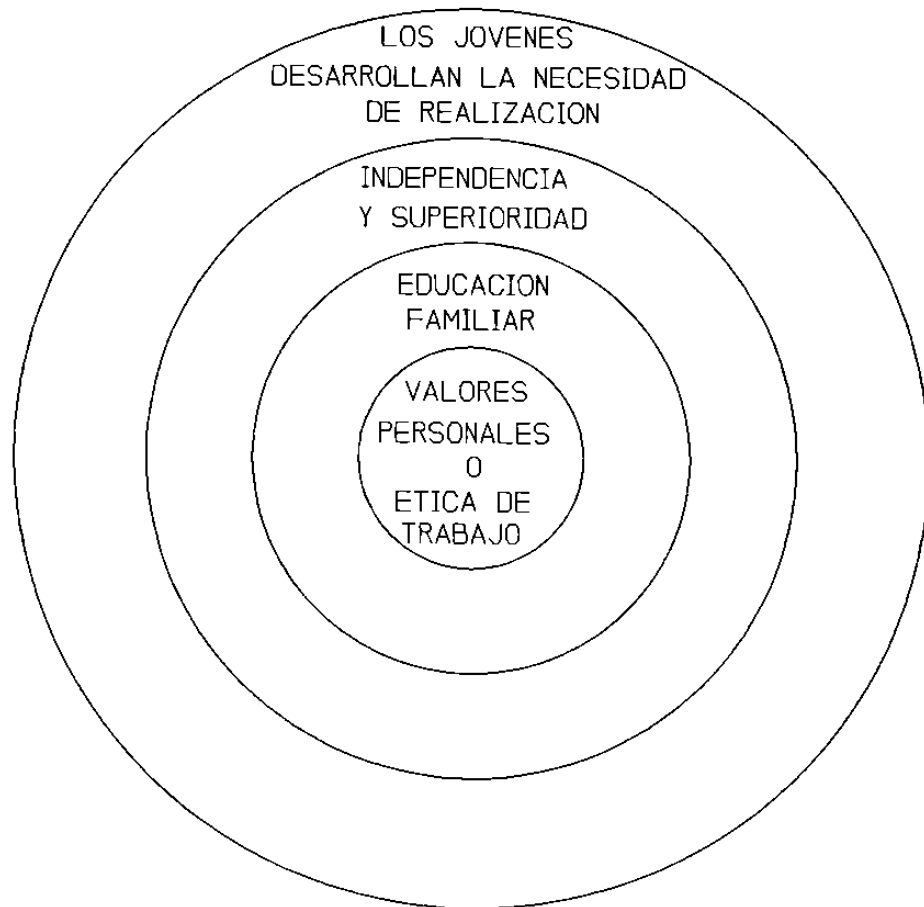 LOS JOVENES
DESARROLLAN LA NECESIDAD
DE REALIZACION
INDEPENDENCIA
Y SUPERIORIDAD
EDUCACION
FAMILIAR
VALORES
PERSONALES
O
ETICA DE
TRABAJO